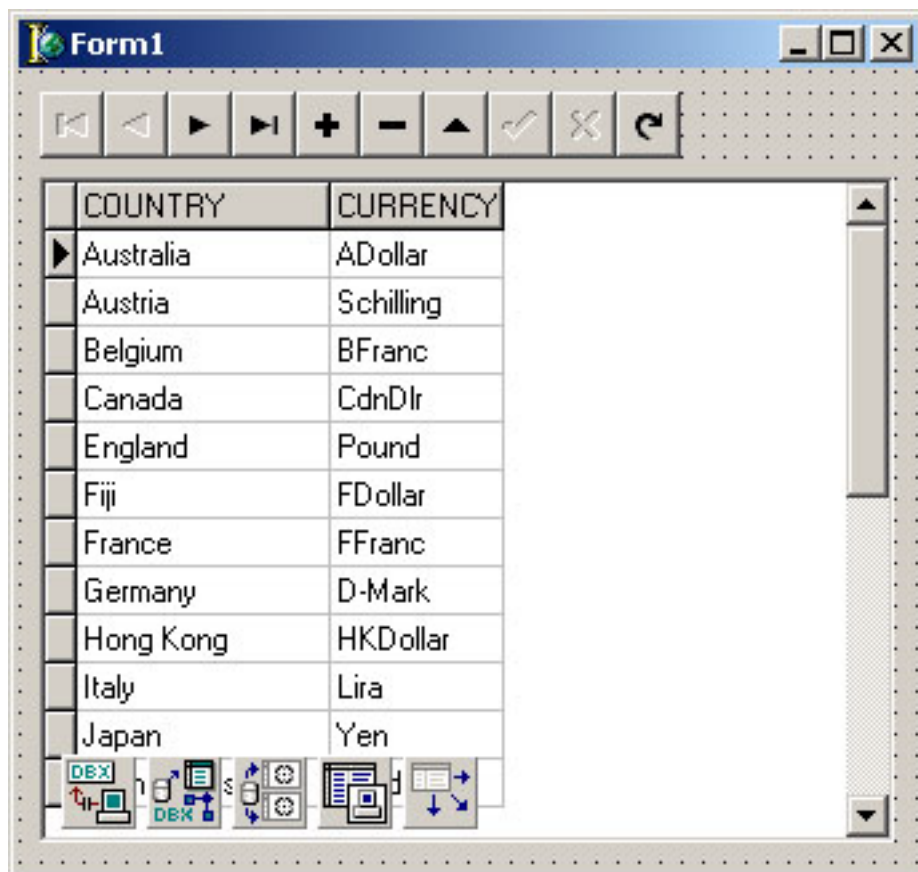 Form1
COUNTRY CURRENCY
Australia ADollar
Austria Schilling
Belgium BFranc
Canada CdnDlr
England Pound
Fiji FDollar
France FFranc
Germany D-Mark
Hong Kong HKDollar
Italy Lira
Japan Yen
DBX
DBX